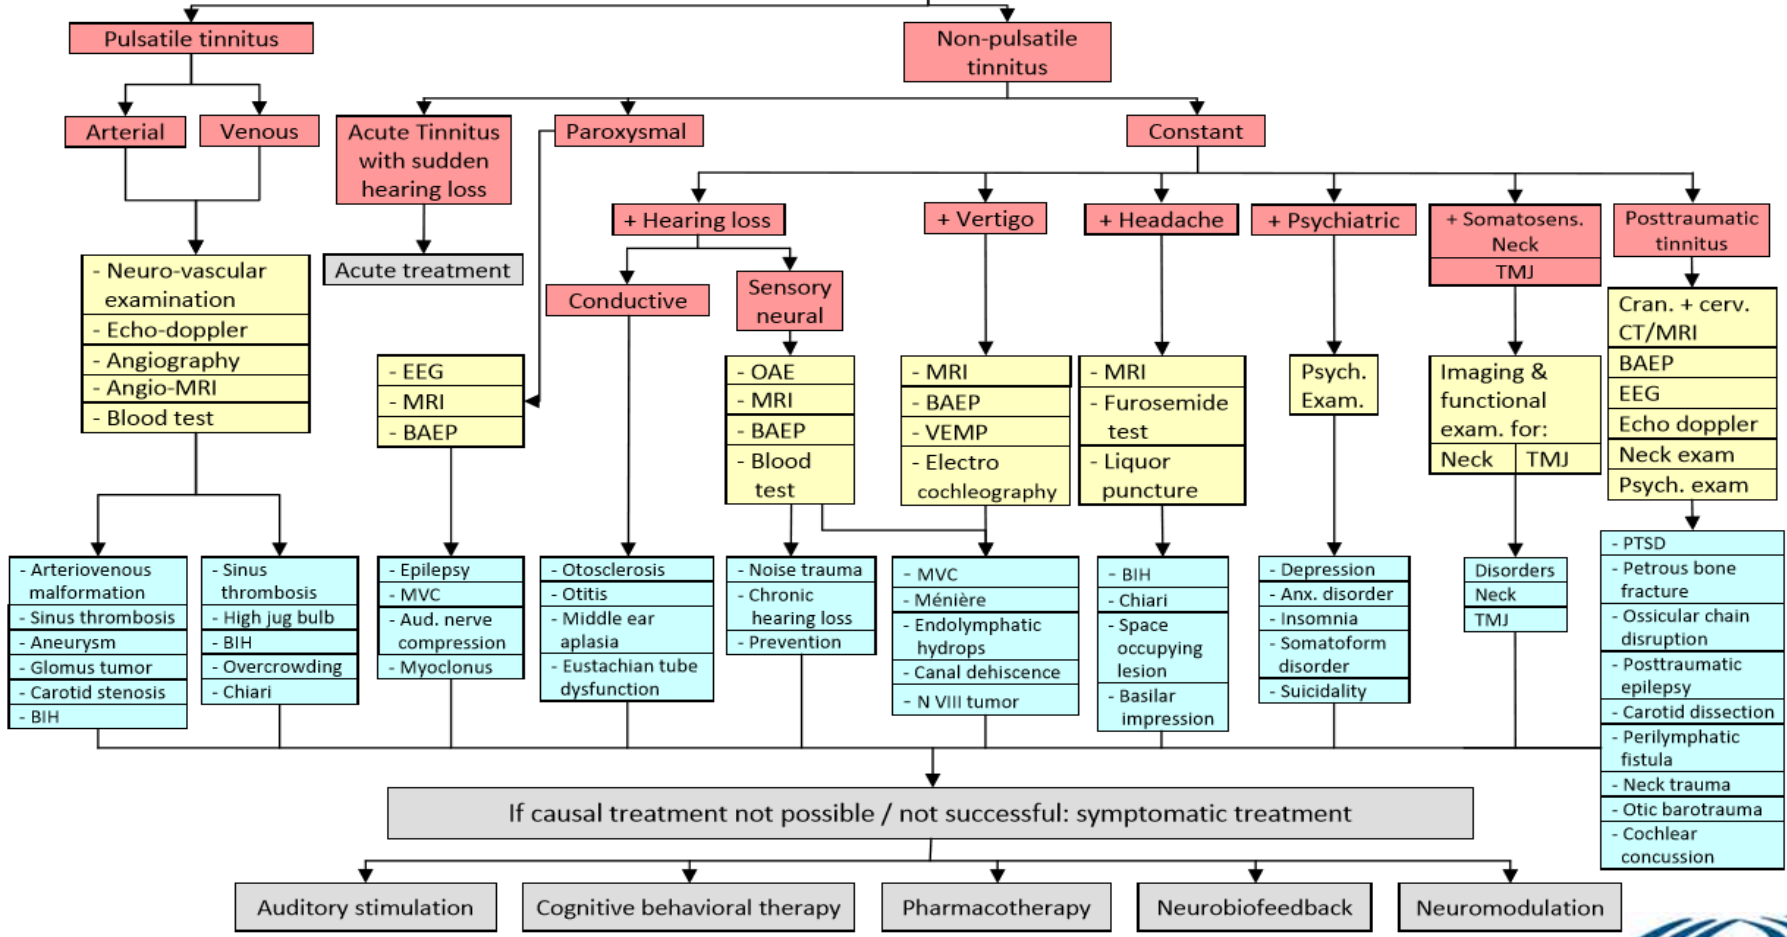 Pulsatile tinnitus
Non-pulsatile
tinnitus
Arterial
Venous
Acute Tinnitus
with sudden
hearing loss
Paroxysmal
Constant
+ Hearing loss
+ Vertigo
+ Headache
+ Psychiatric
+ Somatosens.
Neck
TMJ
Posttraumatic
tinnitus
Acute treatment
Conductive
Sensory
neural
- Neuro-vascular
examination
- Echo-doppler
- Angiography
- Angio-MRI
- Blood test
- EEG
- MRI
- BAEP
- OAE
- MRI
- BAEP
- Blood
test
- MRI
- BAEP
- VEMP
- Electro
cochleography
- MRI
- Furosemide
test
- Liquor
puncture
Psych.
Exam.
Imaging &
functional
exam. for:
Neck TMJ
Cran. + cerv.
CT/MRI
BAEP
EEG
Echo doppler
Neck exam
Psych. exam
- Arteriovenous
malformation
- Sinus thrombosis
- Aneurysm
- Glomus tumor
- Carotid stenosis
- BIH
- Sinus
thrombosis
- High jug bulb
- BIH
- Overcrowding
- Chiari
- Epilepsy
- MVC
- Aud. nerve
compression
- Myoclonus
- Otosclerosis
- Otitis
- Middle ear
aplasia
- Eustachian tube
dysfunction
- Noise trauma
- Chronic
hearing loss
- Prevention
- MVC
- Ménière
- Endolymphatic
hydrops
- Canal dehiscence
- N VIII tumor
- BIH
- Chiari
- Space
occupying
lesion
- Basilar
impression
- Depression
- Anx. disorder
- Insomnia
- Somatoform
disorder
- Suicidality
Disorders
Neck
TMJ
- PTSD
- Petrous bone
fracture
- Ossicular chain
disruption
- Posttraumatic
epilepsy
- Carotid dissection
- Perilymphatic
fistula
- Neck trauma
- Otic barotrauma
- Cochlear
concussion
If causal treatment not possible / not successful: symptomatic treatment
Auditory stimulation
Cognitive behavioral therapy
Pharmacotherapy
Neurobiofeedback
Neuromodulation